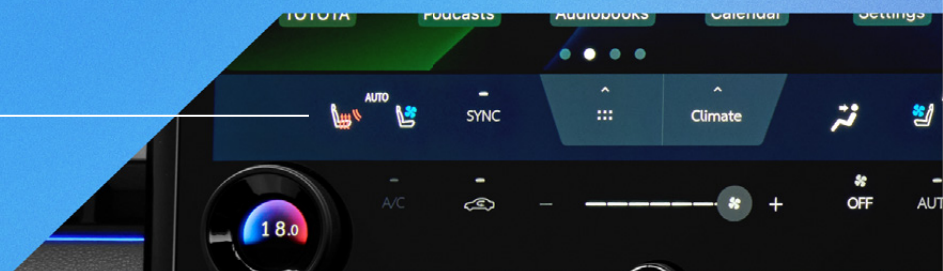 TOYOTA Podcasts Audiobooks Calendar Settings
AUTO
SYNC Climate
A/C OFF
18.0